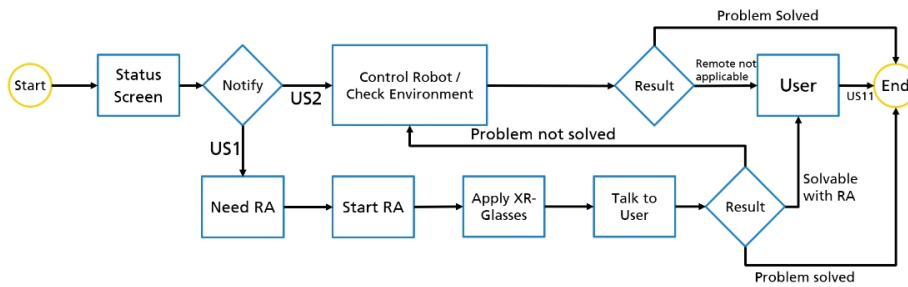 Problem Solved
Start
Status
Screen
Notify
US2
Control Robot /
Check Environment
Result
Remote not
applicable
User
US11
End
US1
Problem not solved
Need RA
Start RA
Apply XR-
Glasses
Talk to
User
Result
Solvable
with RA
Problem solved